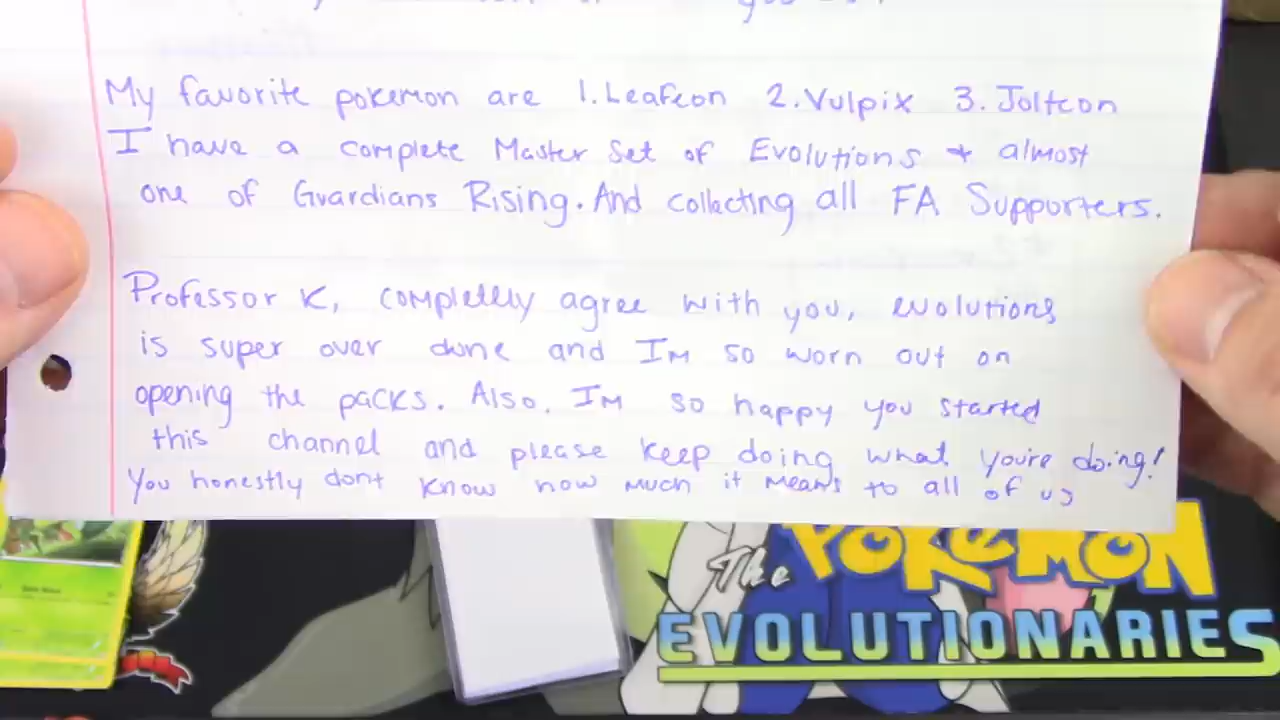 My favorite pokemon are 1. Leafeon 2. Vulpix 3. Jolteon
I have a complete Master Set of Evolutions + almost
one of Guardians Rising. And collecting all FA Supporters.
Professor K, completely agree with you, evolutions
is super over done and IM so worn out on
opening the packs. Also, IM so happy you started
this channel and please keep doing what you're doing!
You honestly dont know how much it means to all of us
The
POKEMON
EVOLUTIONARIES